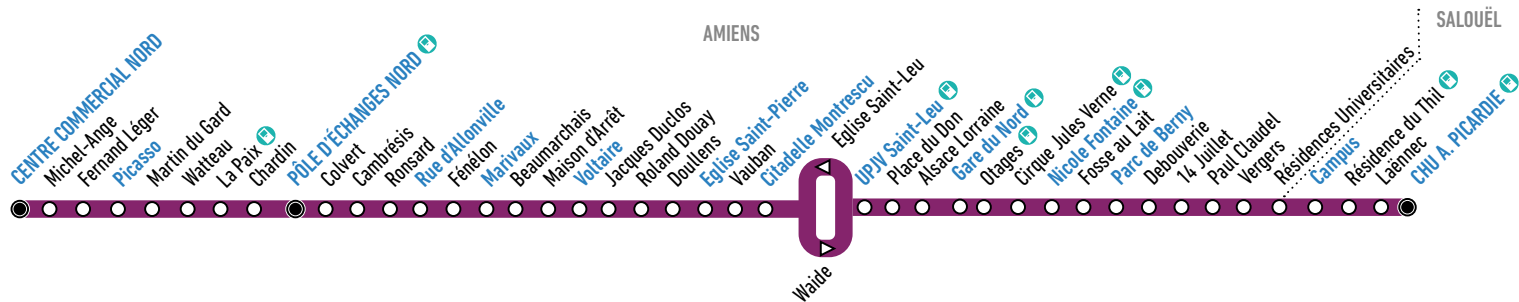 AMIENS
SALOUËL
CENTRE COMMERCIAL NORD
Michel-Ange
Fernand Léger
Picasso
Martin du Gard
Watteau
La Paix
Chardin
PÔLE D'ÉCHANGES NORD
Colvert
Cambrésis
Ronsard
Rue d'Allonville
Fénélon
Marivaux
Beaumarchais
Maison d'Arrêt
Voltaire
Jacques Duclos
Roland Douay
Doullens
Eglise Saint-Pierre
Vauban
Citadelle Montrescu
Eglise Saint-Leu
Waide
UPJV Saint-Leu
Place du Don
Alsace Lorraine
Gare du Nord
Otages
Cirque Jules Verne
Nicole Fontaine
Fosse au Lait
Parc de Berny
Debouverie
14 Juillet
Paul Claudel
Vergers
Résidences Universitaires
Campus
Résidence du Thil
Laënnec
CHU A. PICARDIE